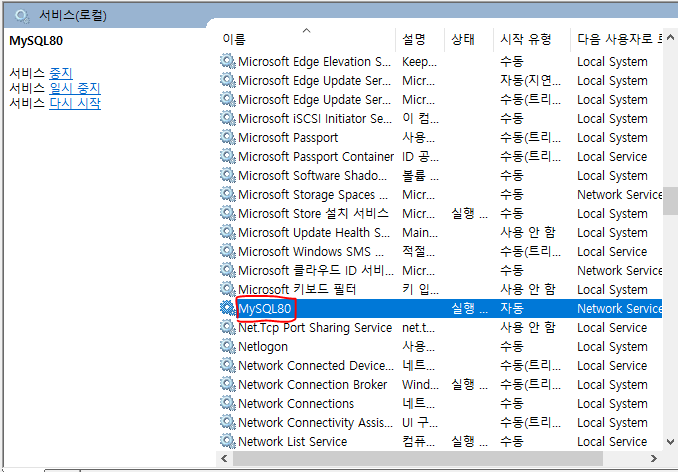 서비스(로컬)
MySQL80
서비스 중지
서비스 일시 중지
서비스 다시 시작
이름 설명 상태 시작 유형 다음 사용자로 로
Microsoft Edge Elevation S... Keep... 수동 Local System
Microsoft Edge Update Ser... Micr... 자동(지연... Local System
Microsoft Edge Update Ser... Micr... 수동(트리... Local System
Microsoft iSCSI Initiator Se... 이 컴... 수동 Local System
Microsoft Passport 사용... 수동(트리... Local System
Microsoft Passport Container ID 공... 수동(트리... Local Service
Microsoft Software Shado... 볼륨 ... 수동 Local System
Microsoft Storage Spaces ... Micr... 수동 Network Service
Microsoft Store 설치 서비스 Micr... 실행 ... 수동 Local System
Microsoft Update Health S... Main... 사용 안 함 Local System
Microsoft Windows SMS ... 적절... 수동(트리... Local Service
Microsoft 클라우드 ID 서비... 수동 Network Service
Microsoft 키보드 필터 키 입... 사용 안 함 Local System
MySQL80 실행 ... 자동 Network Service
Net.Tcp Port Sharing Service net.t... 사용 안 함 Local Service
Netlogon 사용... 수동 Local System
Network Connected Device... 네트... 수동(트리... Local Service
Network Connection Broker Wind... 실행 ... 수동(트리... Local System
Network Connections 네트... 수동 Local System
Network Connectivity Assis... UI 구... 수동(트리... Local System
Network List Service 컴퓨... 실행 ... 수동 Local Service